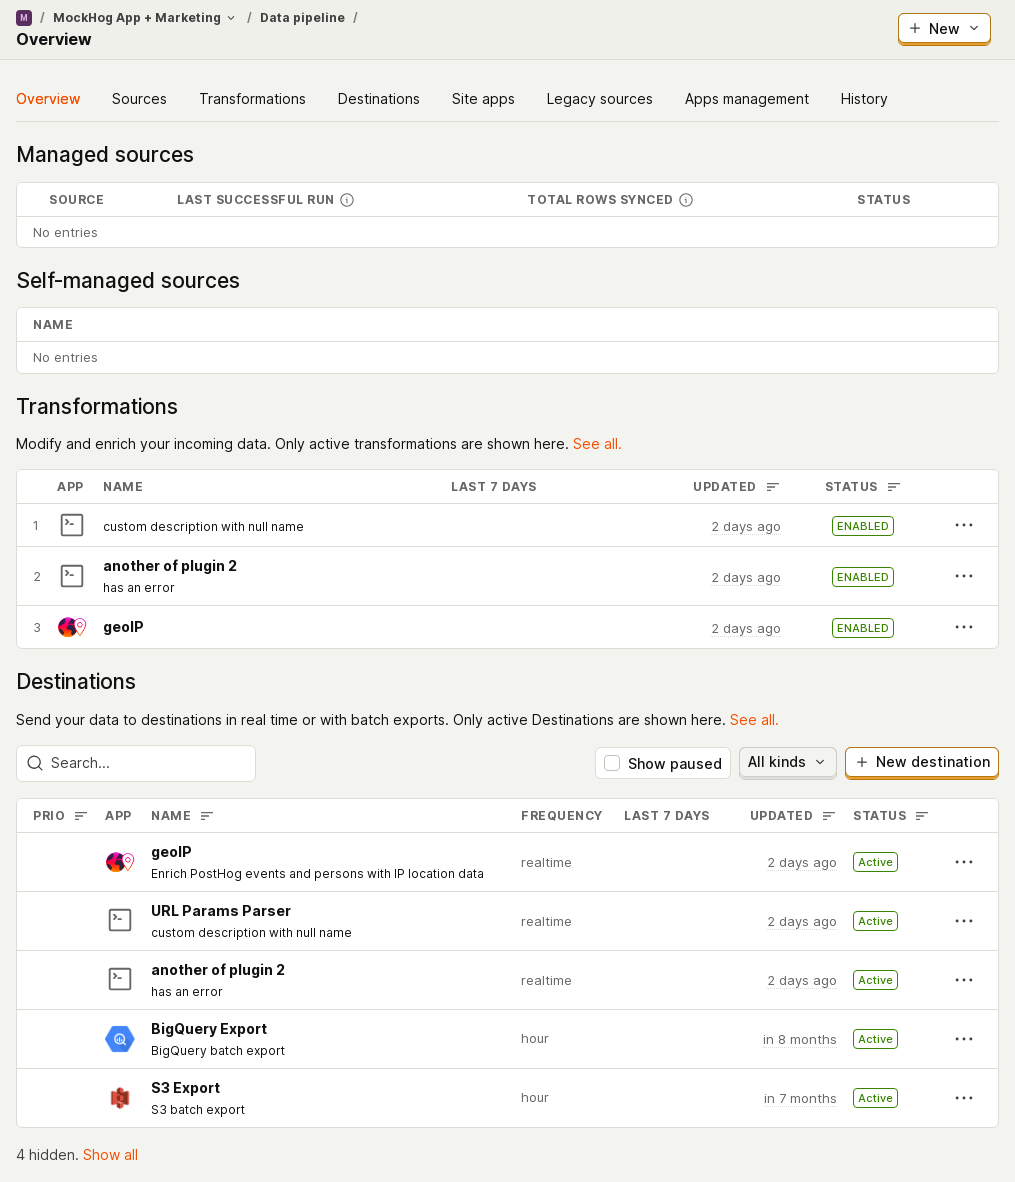 M / MockHog App + Marketing / Data pipeline /
Overview
New
Overview Sources Transformations Destinations Site apps Legacy sources Apps management History
Managed sources
SOURCE LAST SUCCESSFUL RUN TOTAL ROWS SYNCED STATUS
No entries
Self-managed sources
NAME
No entries
Transformations
Modify and enrich your incoming data. Only active transformations are shown here. See all.
APP NAME LAST 7 DAYS UPDATED STATUS
1 custom description with null name 2 days ago ENABLED
another of plugin 2
2 2 days ago ENABLED
has an error
3 geoIP 2 days ago ENABLED
Destinations
Send your data to destinations in real time or with batch exports. Only active Destinations are shown here. See all.
Search... Show paused All kinds New destination
PRIO APP NAME FREQUENCY LAST 7 DAYS UPDATED STATUS
geoIP
realtime 2 days ago Active
Enrich PostHog events and persons with IP location data
URL Params Parser
realtime 2 days ago Active
custom description with null name
another of plugin 2
realtime 2 days ago Active
has an error
BigQuery Export
hour in 8 months Active
BigQuery batch export
S3 Export
hour in 7 months Active
S3 batch export
4 hidden. Show all